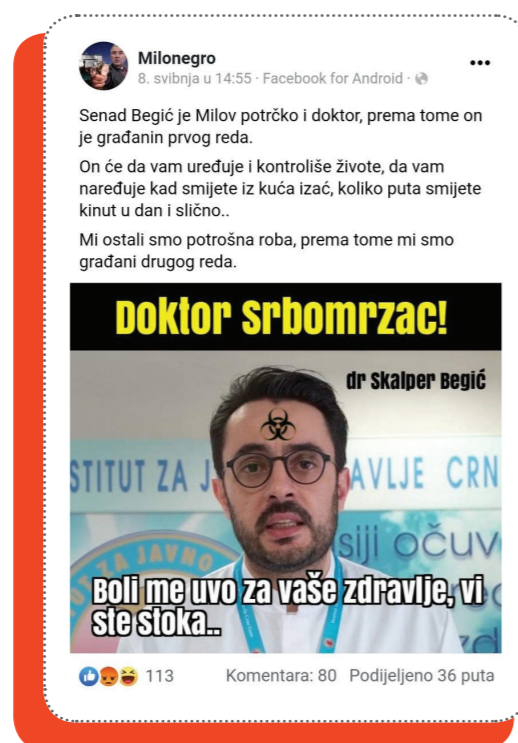 Milonegro
8. svibnja u 14:55 · Facebook for Android ·
Senad Begić je Milov potrčko i doktor, prema tome on
je građanin prvog reda.
On će da vam uređuje i kontroliše živote, da vam
naređuje kad smijete iz kuća izać, koliko puta smijete
kinut u dan i slično..
Mi ostali smo potrošna roba, prema tome mi smo
građani drugog reda.
Doktor Srbomrzac!
dr Skalper Begić
STITUT ZA J
AVLJE CRN
ZA JAVNO
siji očuv
zd
Boli me uvo za vaše zdravlje, vi
ste stoka..
113
Komentara: 80 Podijeljeno 36 puta